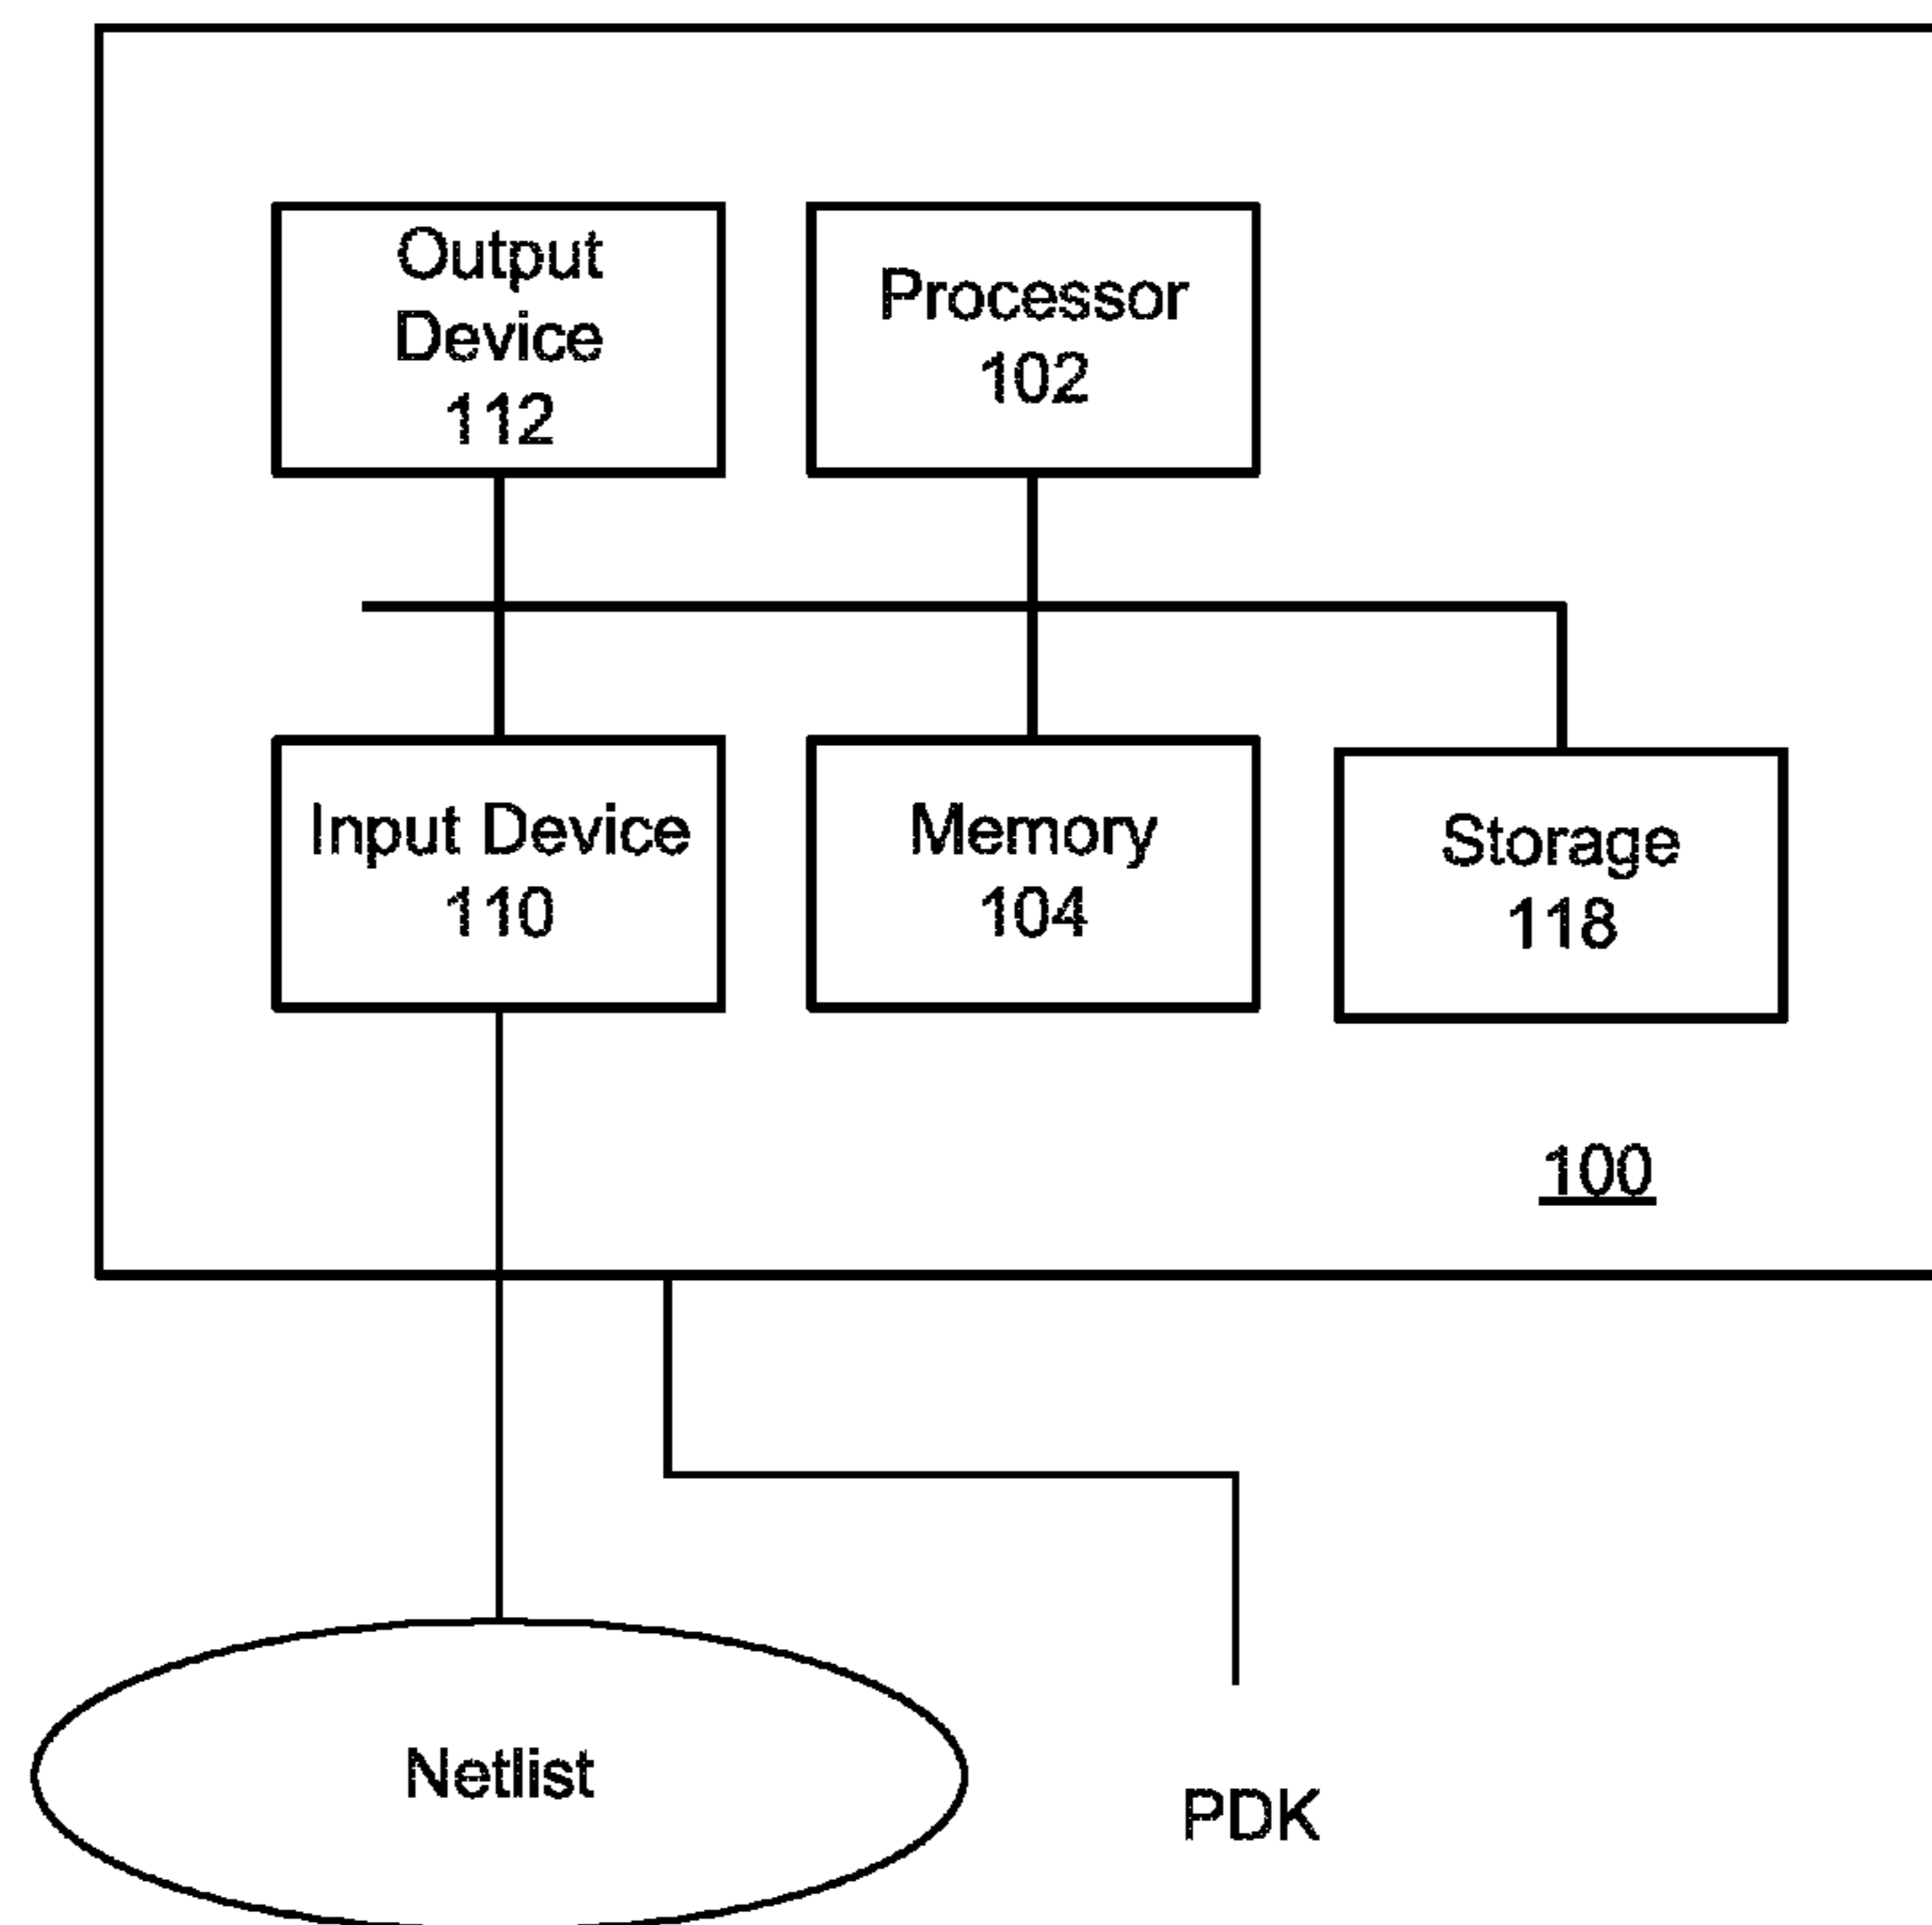 Output
Device
112
Processor
102
Input Device
110
Memory
104
Storage
118
100
Netlist
PDK